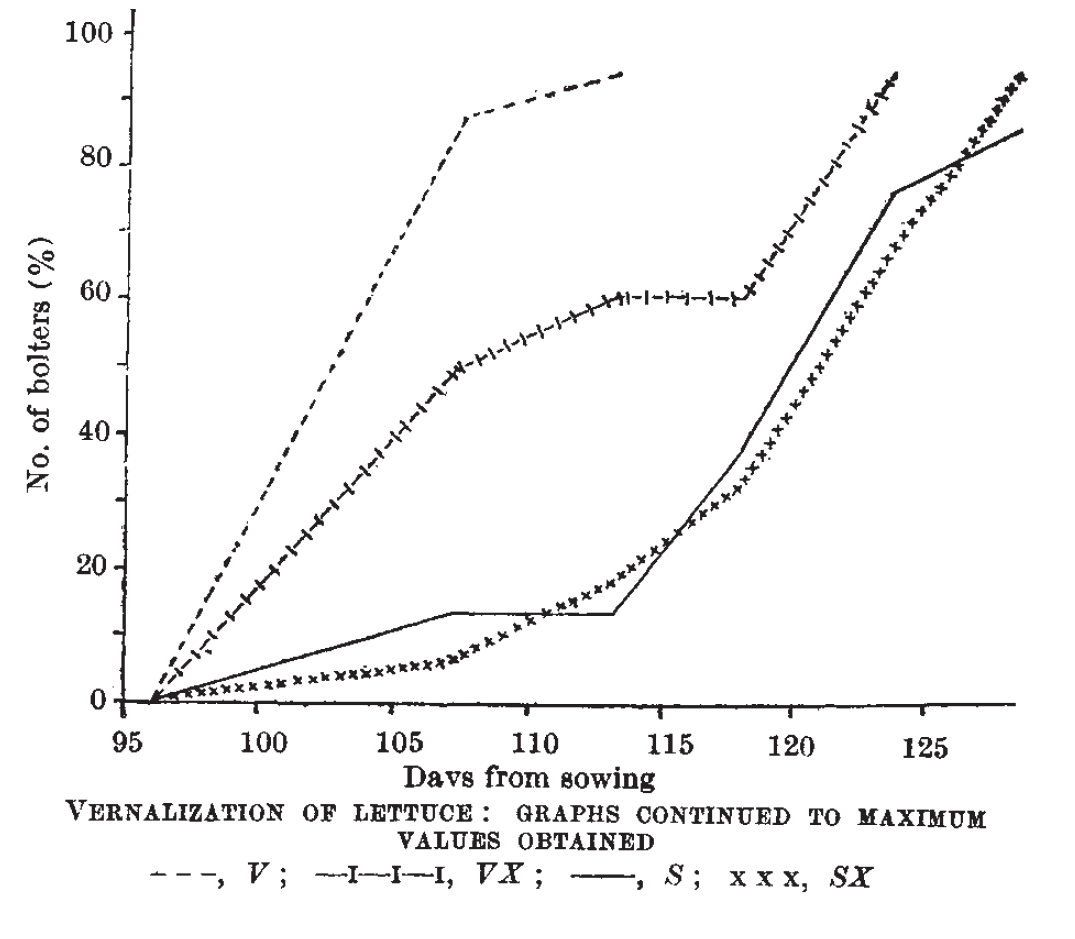 100
80
60
40
20
0
No. of bolters (%)
95 100 105 110 115 120 125
Days from sowing
VERNALIZATION OF LETTUCE: GRAPHS CONTINUED TO MAXIMUM
VALUES OBTAINED
---, V; —I—I—I, VX; ——, S; x x x, SX